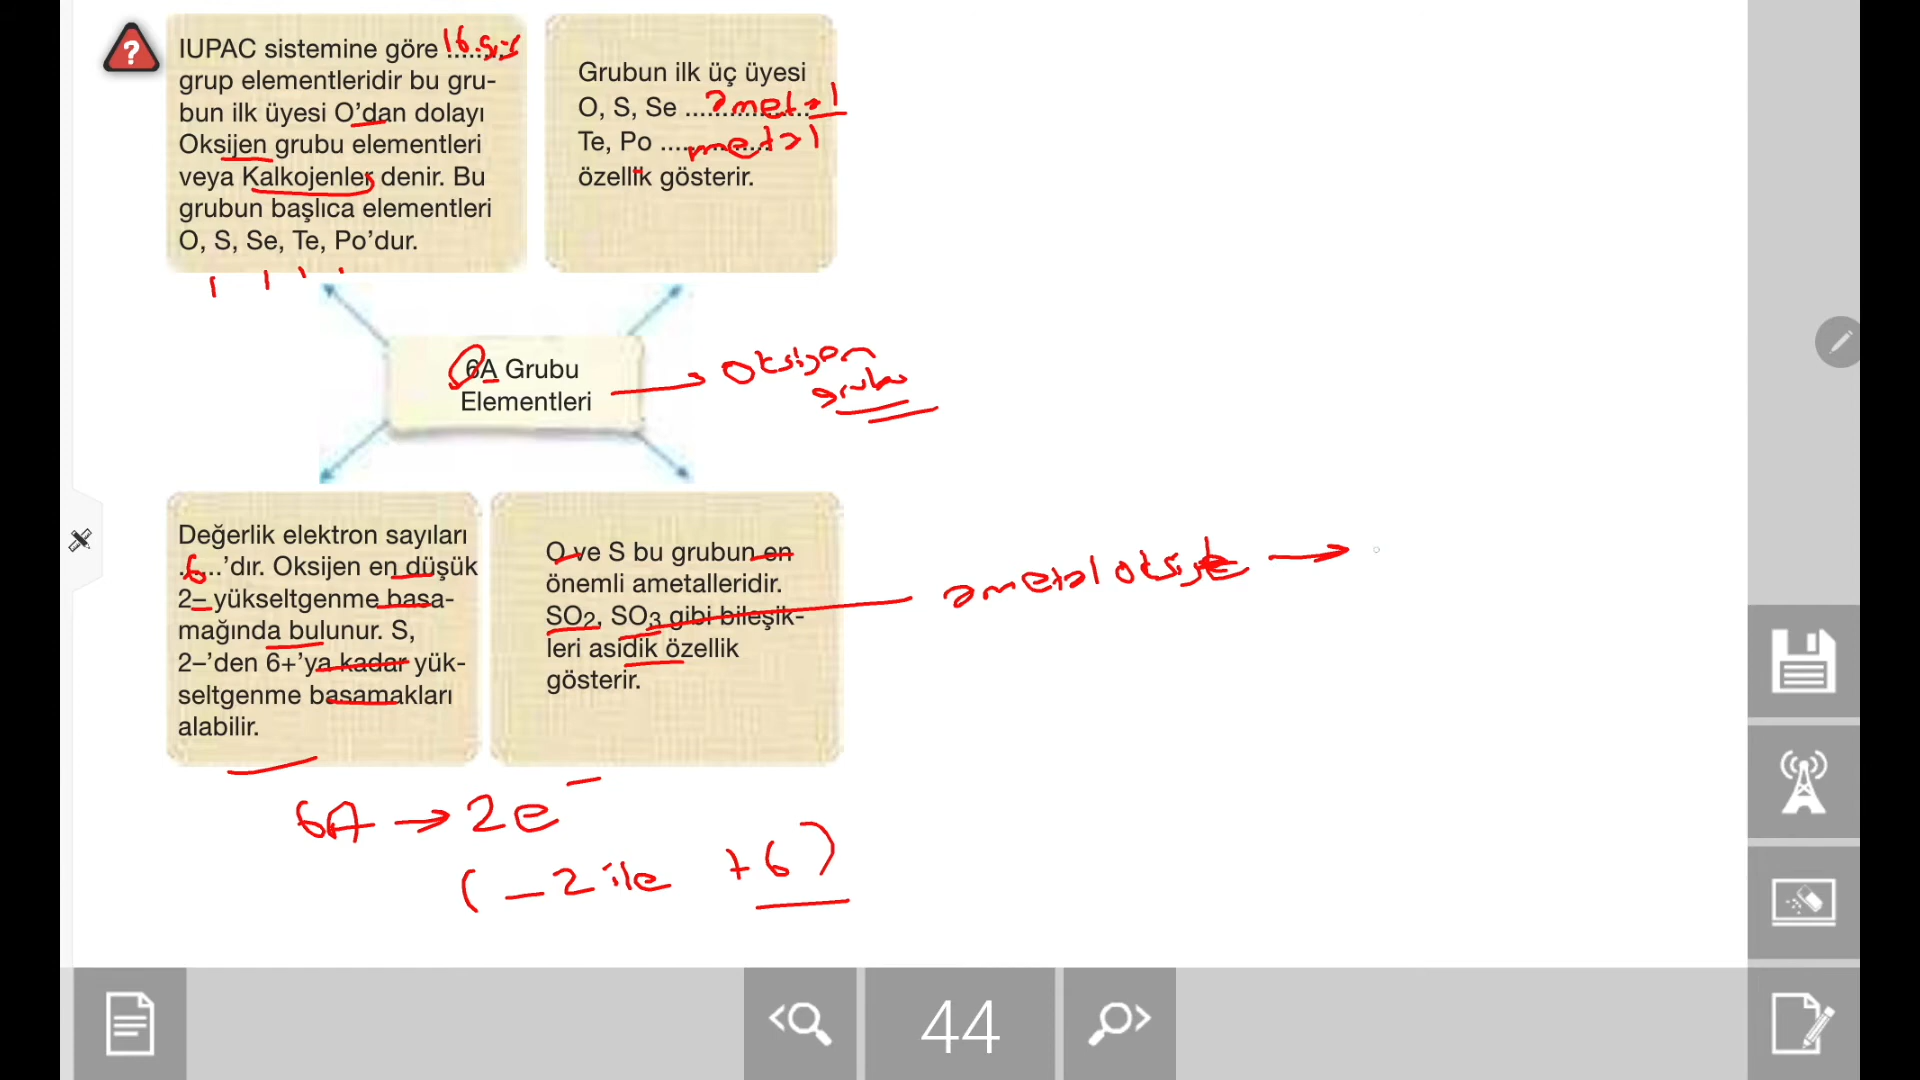 ?
IUPAC sistemine göre 16.
grup elementleridir bu gru-
bun ilk üyesi O’dan dolayı
Oksijen grubu elementleri
veya Kalkojenler denir. Bu
grubun başlıca elementleri
O, S, Se, Te, Po’dur.
Grubun ilk üç üyesi
O, S, Se ametal
Te, Po metal
özellik gösterir.
6A Grubu
Elementleri
Oksijen
grubu
Değerlik elektron sayıları
6’dır. Oksijen en düşük
2– yükseltgenme basa-
mağında bulunur. S,
2–’den 6+’ya kadar yük-
seltgenme basamakları
alabilir.
O ve S bu grubun en
önemli ametalleridir.
SO2, SO3 gibi bileşik-
leri asidik özellik
gösterir.
ametal oksit →
6A → 2e–
(–2 ile +6)
44